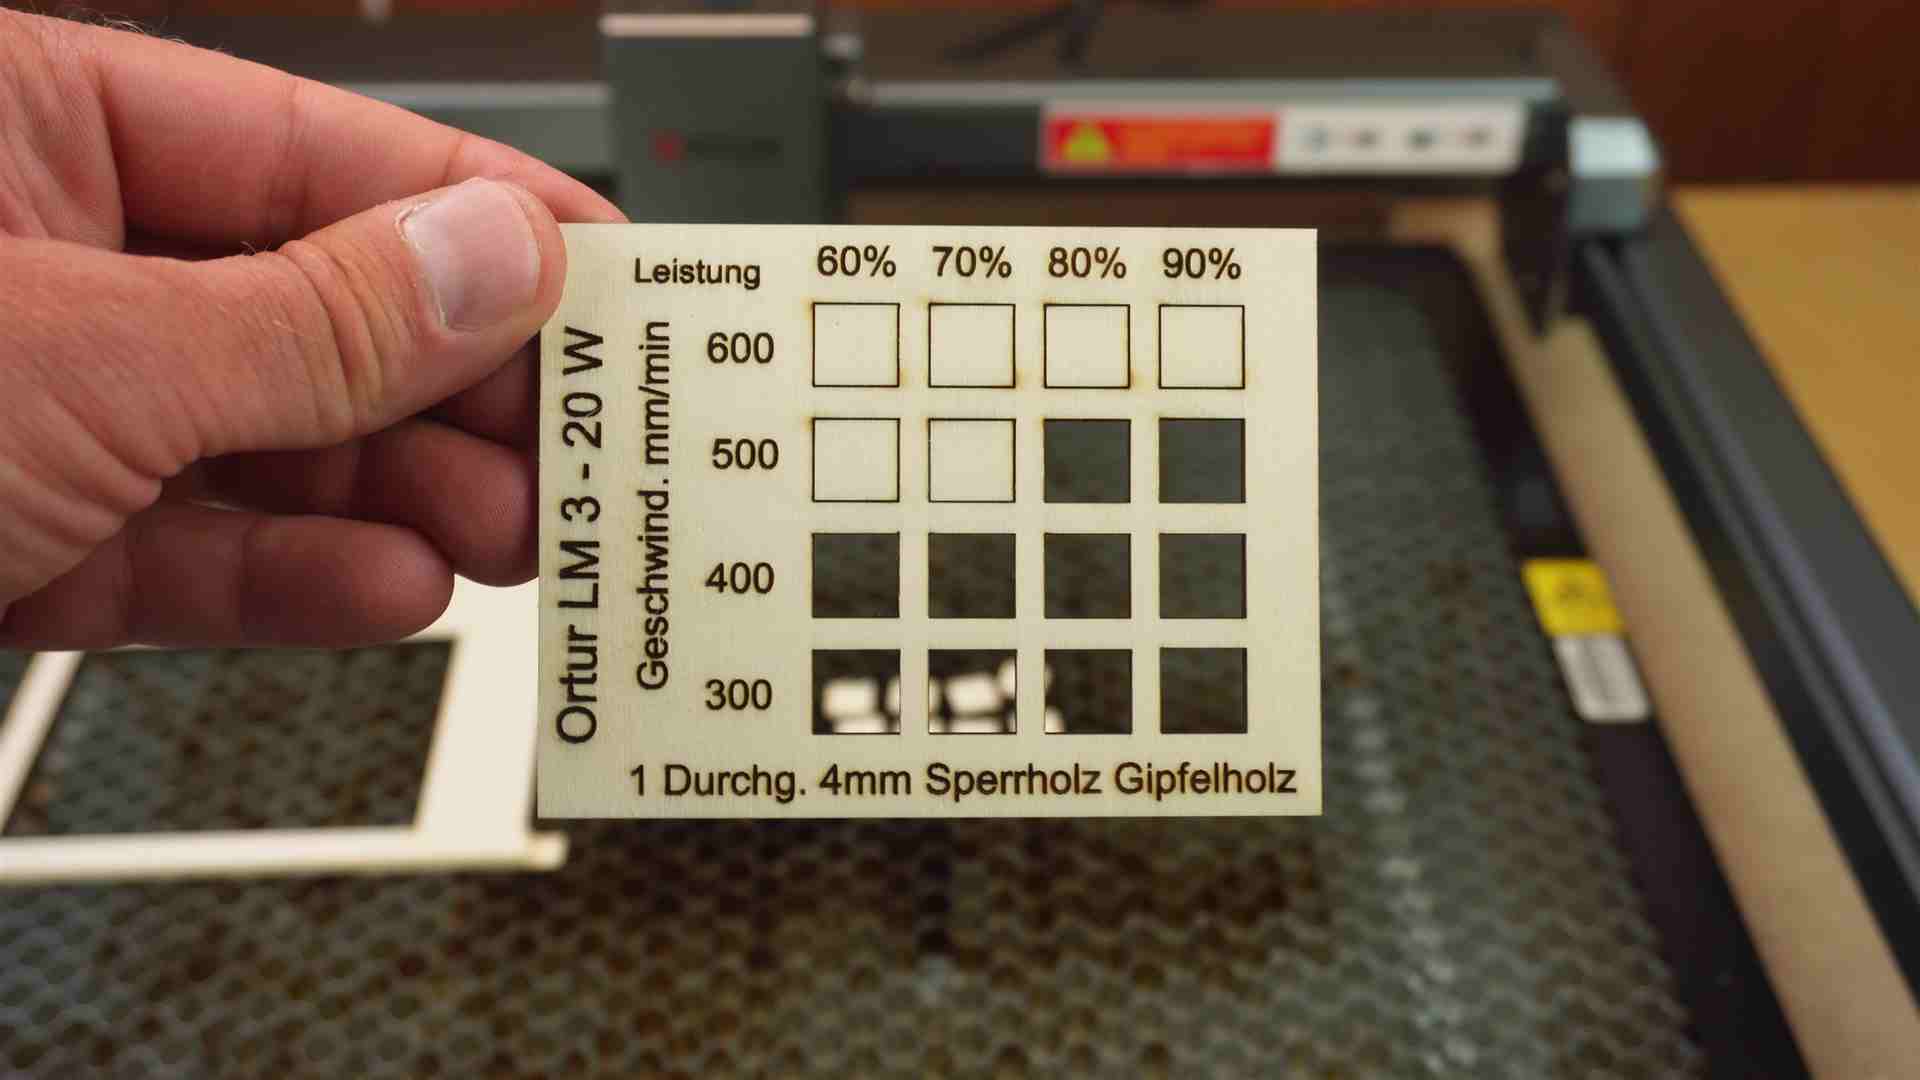 Leistung 60% 70% 80% 90%
Ortur LM 3 - 20 W
Geschwind. mm/min
600
500
400
300
1 Durchg. 4mm Sperrholz Gipfelholz